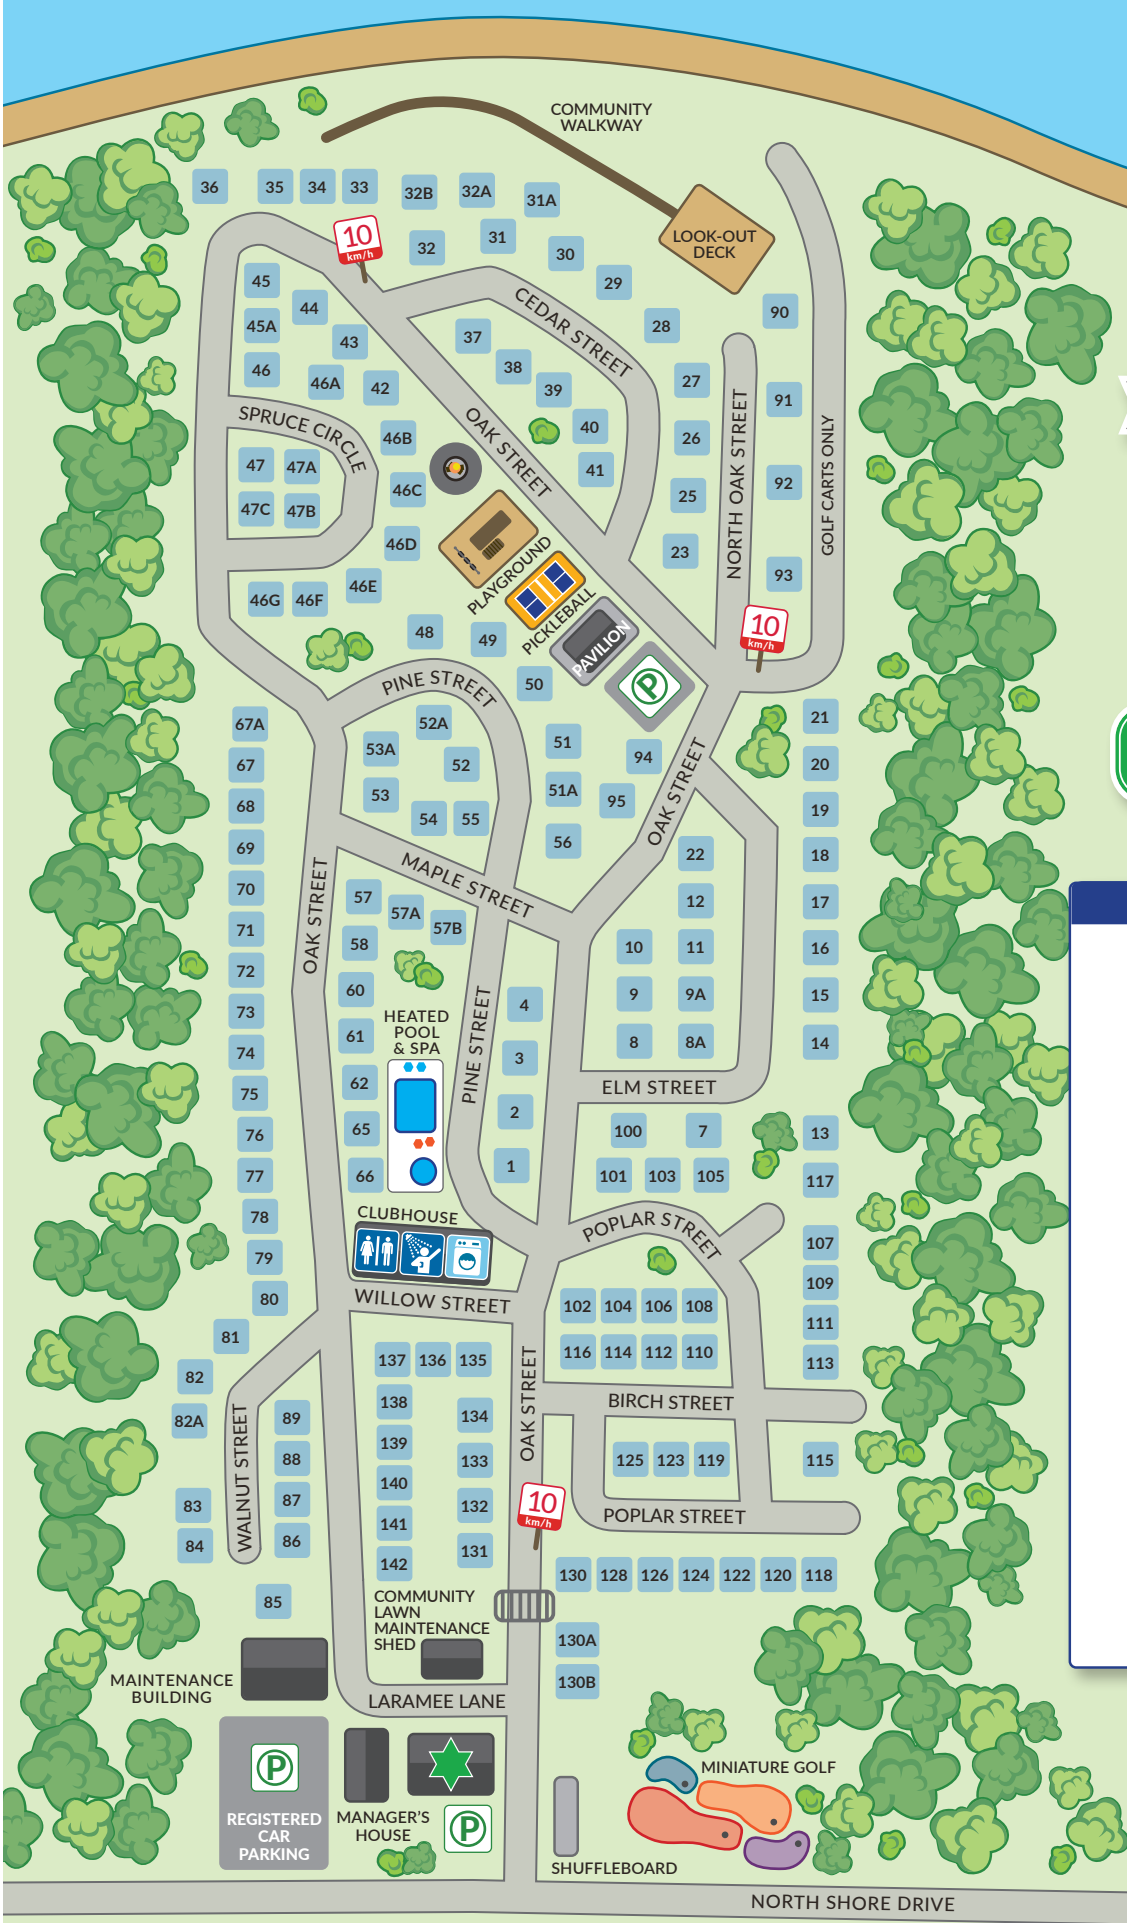 COMMUNITY
WALKWAY
36
35
34
33
32B
32A
31A
10
km/h
32
31
30
29
LOOK-OUT
DECK
45
44
45A
43
46
46A
42
CEDAR STREET
37
38
39
40
41
28
90
27
91
26
92
25
23
93
NORTH OAK STREET
GOLF CARTS ONLY
SPRUCE CIRCLE
46B
OAK STREET
47
47A
47C
47B
46C
46D
46G
46F
46E
PLAYGROUND
PICKLEBALL
PAVILION
P
10
km/h
48
49
50
PINE STREET
67A
52A
53A
52
53
54
55
51
51A
56
94
95
OAK STREET
21
20
19
18
17
16
15
14
67
68
69
70
71
72
73
74
75
76
77
78
79
80
81
82
82A
83
84
85
OAK STREET
MAPLE STREET
57
57A
57B
58
60
61
62
65
66
HEATED
POOL
& SPA
PINE STREET
4
3
2
1
22
12
10
11
9
9A
8
8A
ELM STREET
100
7
101
103
105
13
117
CLUBHOUSE
WILLOW STREET
POPLAR STREET
107
109
111
113
102
104
106
108
116
114
112
110
BIRCH STREET
125
123
119
115
POPLAR STREET
WALNUT STREET
89
88
87
86
137
136
135
138
134
139
133
140
132
141
131
142
OAK STREET
10
km/h
130
128
126
124
122
120
118
130A
130B
COMMUNITY
LAWN
MAINTENANCE
SHED
MAINTENANCE
BUILDING
LARAMEE LANE
P
REGISTERED
CAR
PARKING
MANAGER'S
HOUSE
P
SHUFFLEBOARD
MINIATURE GOLF
NORTH SHORE DRIVE